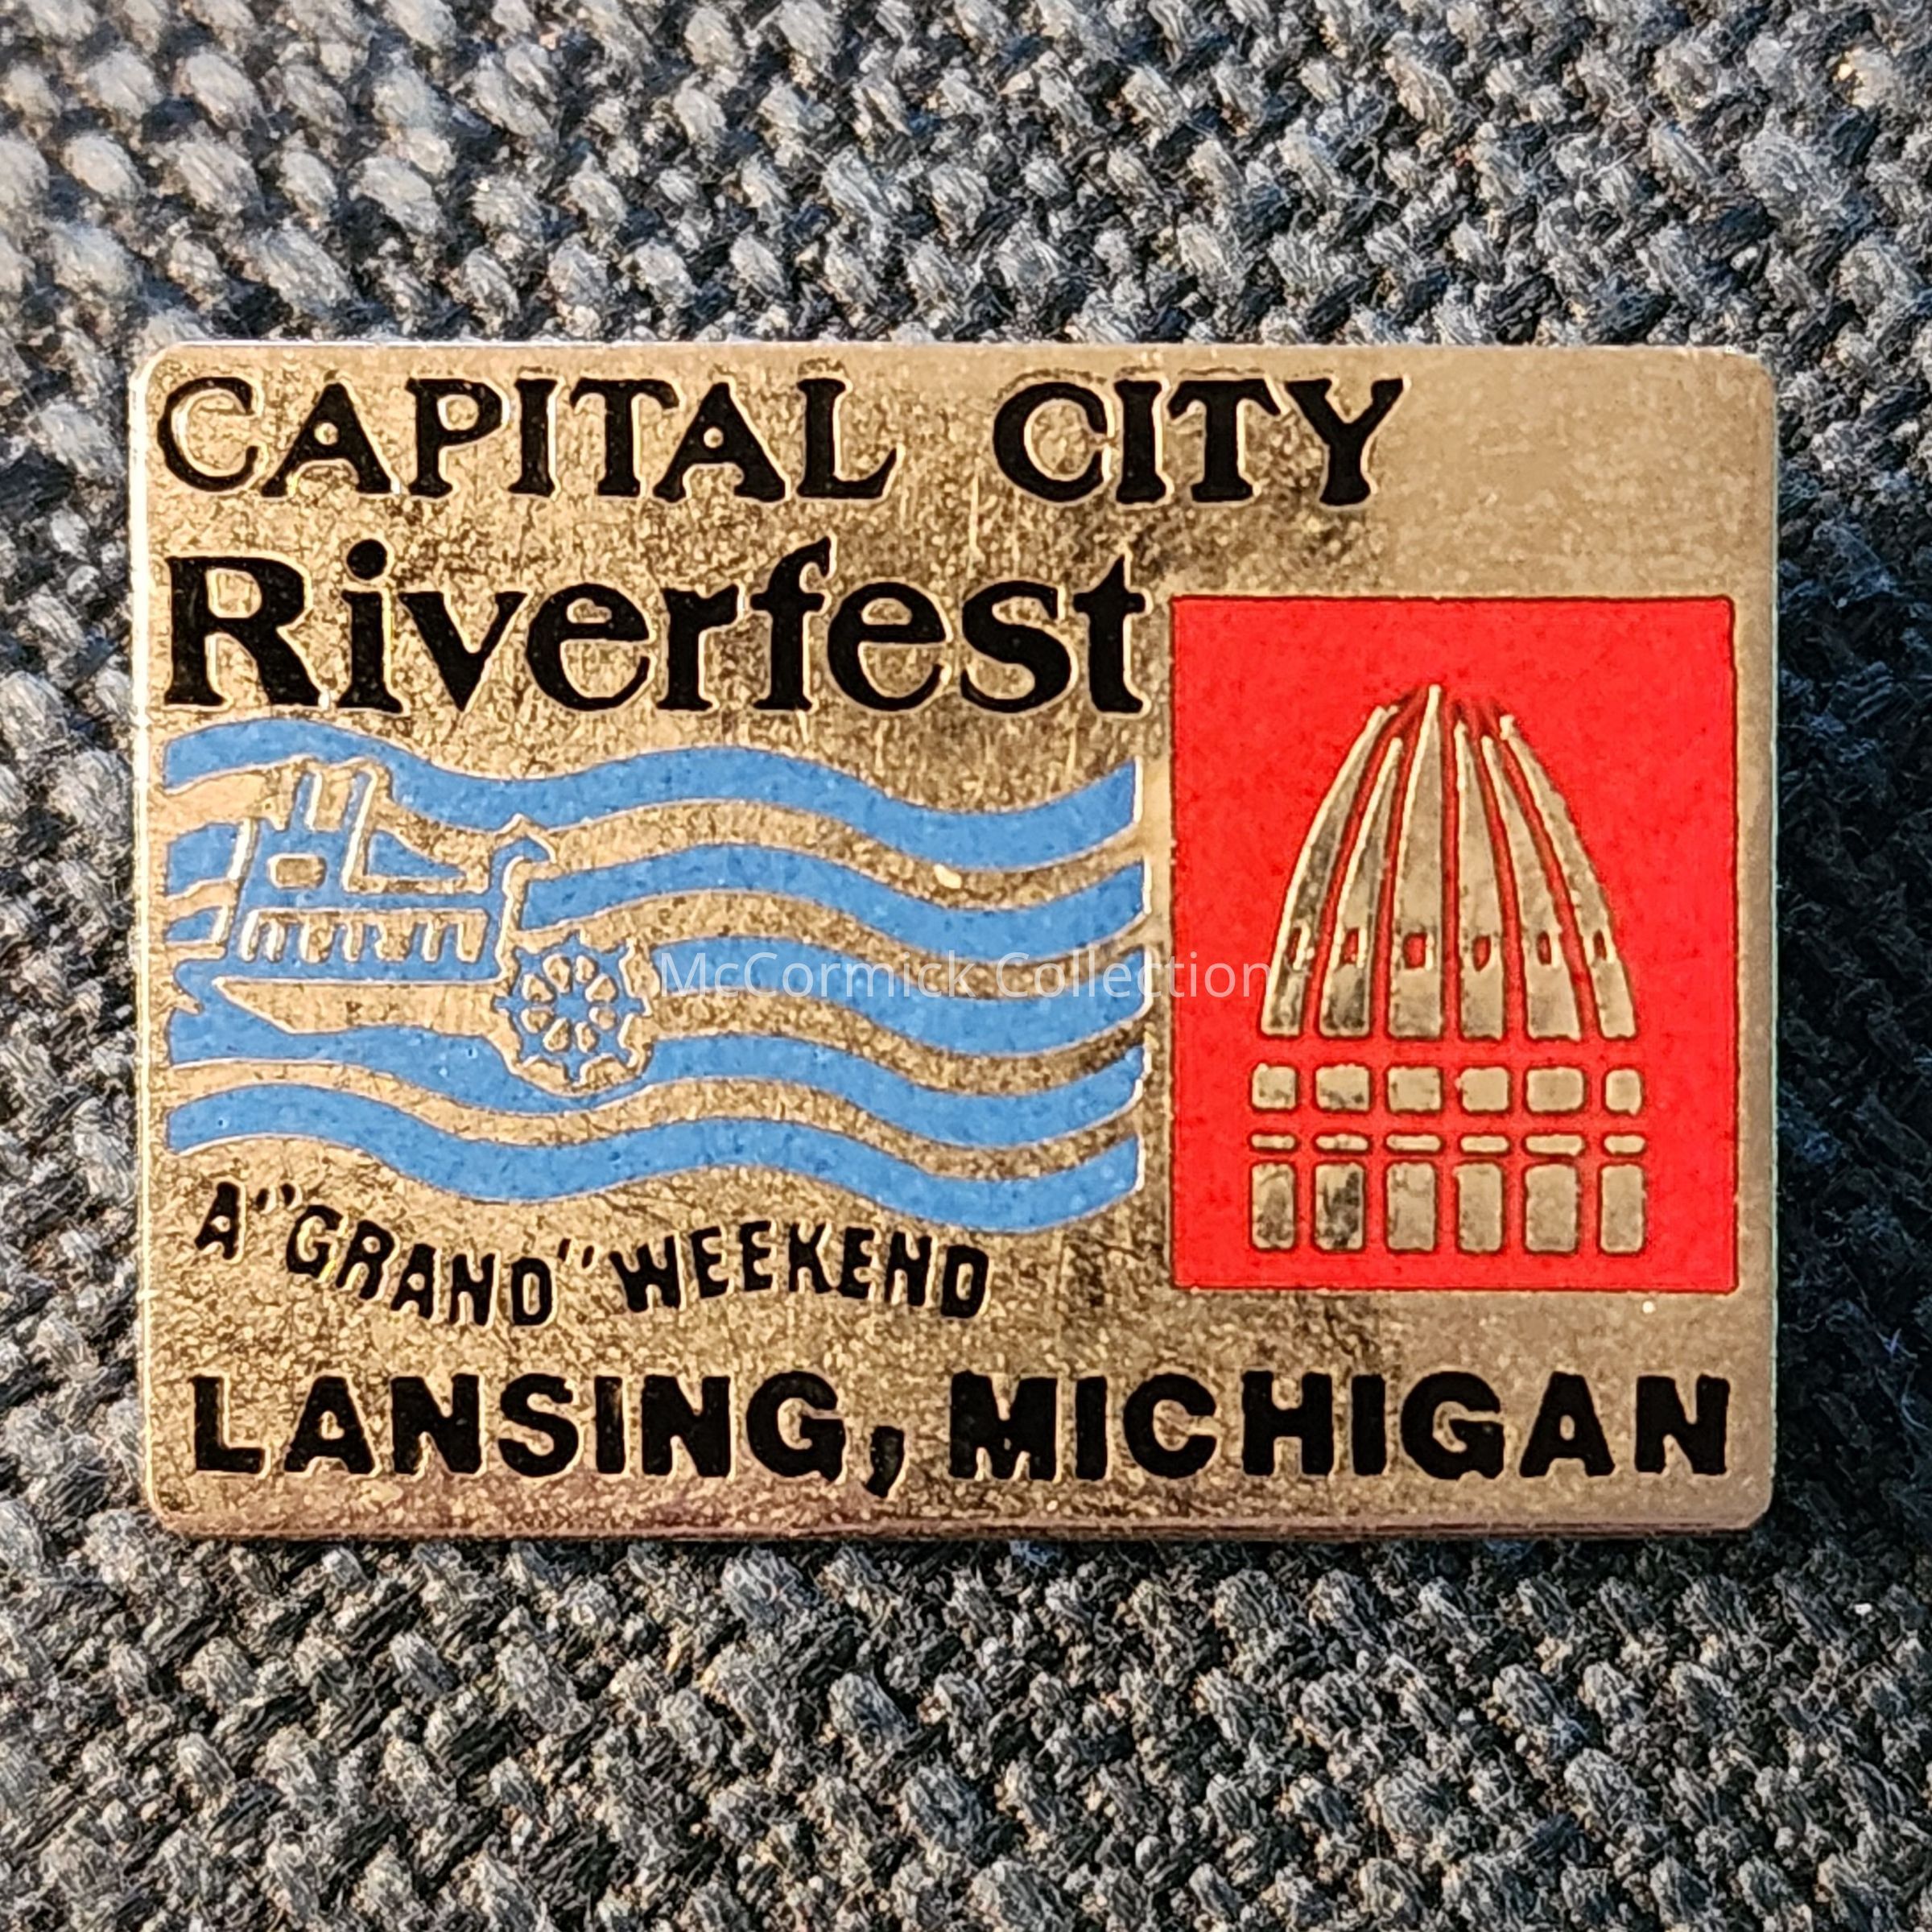 CAPITAL CITY
Riverfest
McCormick Collection
A "GRAND" WEEKEND
LANSING, MICHIGAN